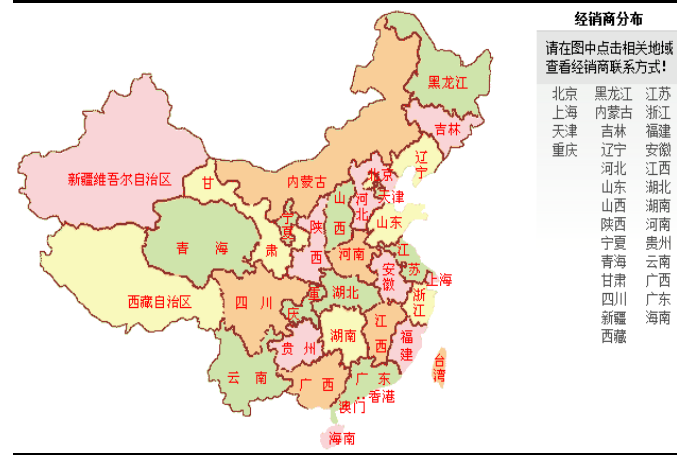 黑龙江
吉林
辽宁
新疆维吾尔自治区
甘肃
内蒙古
北京
天津
河北
山西
宁夏
陕西
山东
青 海
河南
江苏
安徽
上海
西藏自治区
四 川
重庆
湖北
浙江
湖南
江西
贵 州
福建
台湾
云 南
广 西
广 东
香港
澳门
海南
经销商分布
请在图中点击相关地域
查看经销商联系方式!
北京 黑龙江 江苏
上海 内蒙古 浙江
天津 吉林 福建
重庆 辽宁 安徽
河北 江西
山东 湖北
山西 湖南
陕西 河南
宁夏 贵州
青海 云南
甘肃 广西
四川 广东
新疆 海南
西藏